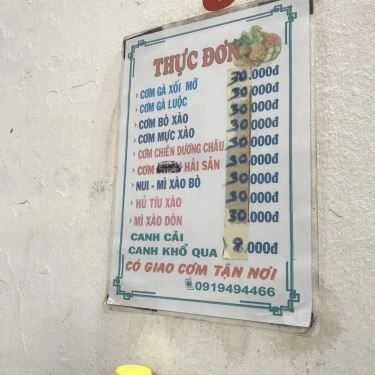 THỰC ĐƠN
CƠM GÀ XỐI MỠ 30.000đ
CƠM GÀ LUỘC 30.000đ
CƠM BÒ XÀO 30.000đ
CƠM MỰC XÀO 30.000đ
CƠM CHIÊN DƯƠNG CHÂU 30.000đ
CƠM HẢI SẢN 30.000đ
NUI - MÌ XÀO BÒ 30.000đ
HỦ TÍU XÀO 30.000đ
MÌ XÀO DÒN 30.000đ
CANH CẢI
CANH KHỔ QUA .000đ
CÓ GIAO CƠM TẬN NƠI
0919494466